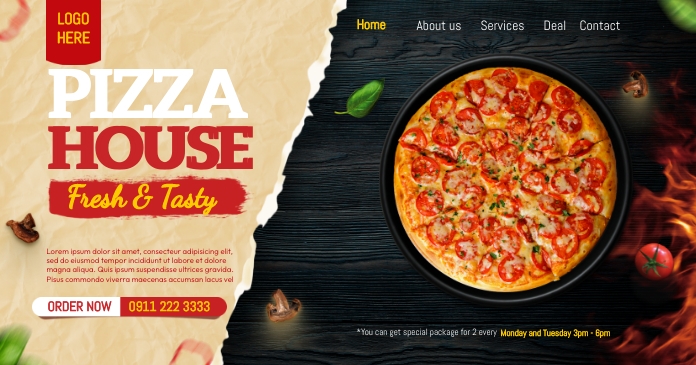 LOGO
HERE
Home About us Services Deal Contact
PIZZA
HOUSE
Fresh & Tasty
Lorem ipsum dolor sit amet, consectetur adipisicing elit,
sed do eiusmod tempor incididunt ut labore et dolore
magna aliqua. Quis ipsum suspendisse ultrices gravida.
Pisus commodo viverra maecenas accumsan lacus vel
ORDER NOW 0911 222 3333
*You can get special package for 2 every Monday and Tuesday 3pm - 6pm